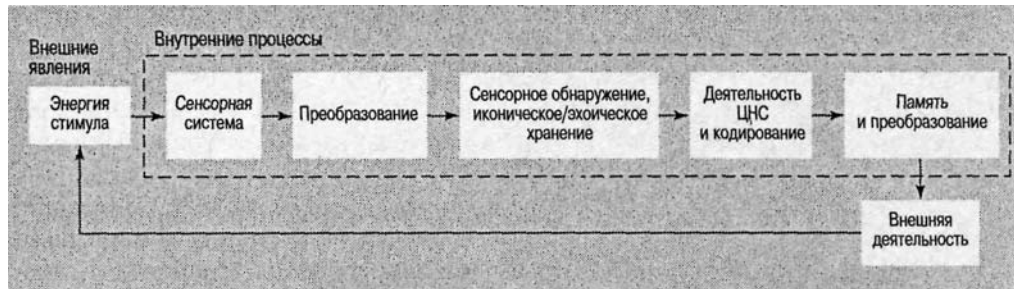 Внешние
явления
Внутренние процессы
Энергия
стимула
Сенсорная
система
Преобразование
Сенсорное обнаружение,
иконическое/эхоическое
хранение
Деятельность
ЦНС
и кодирование
Память
и преобразование
Внешняя
деятельность